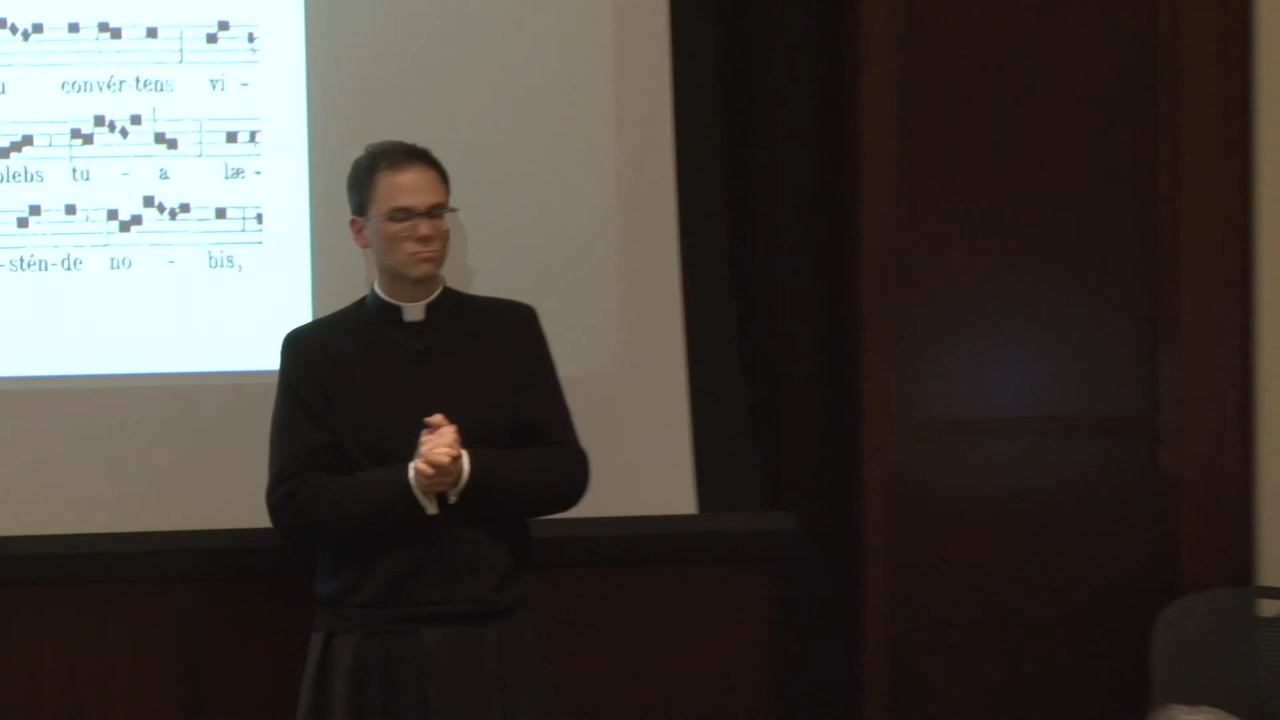 convér-tens vi -
plebs tu - a læ -
-stén-de no - bis,